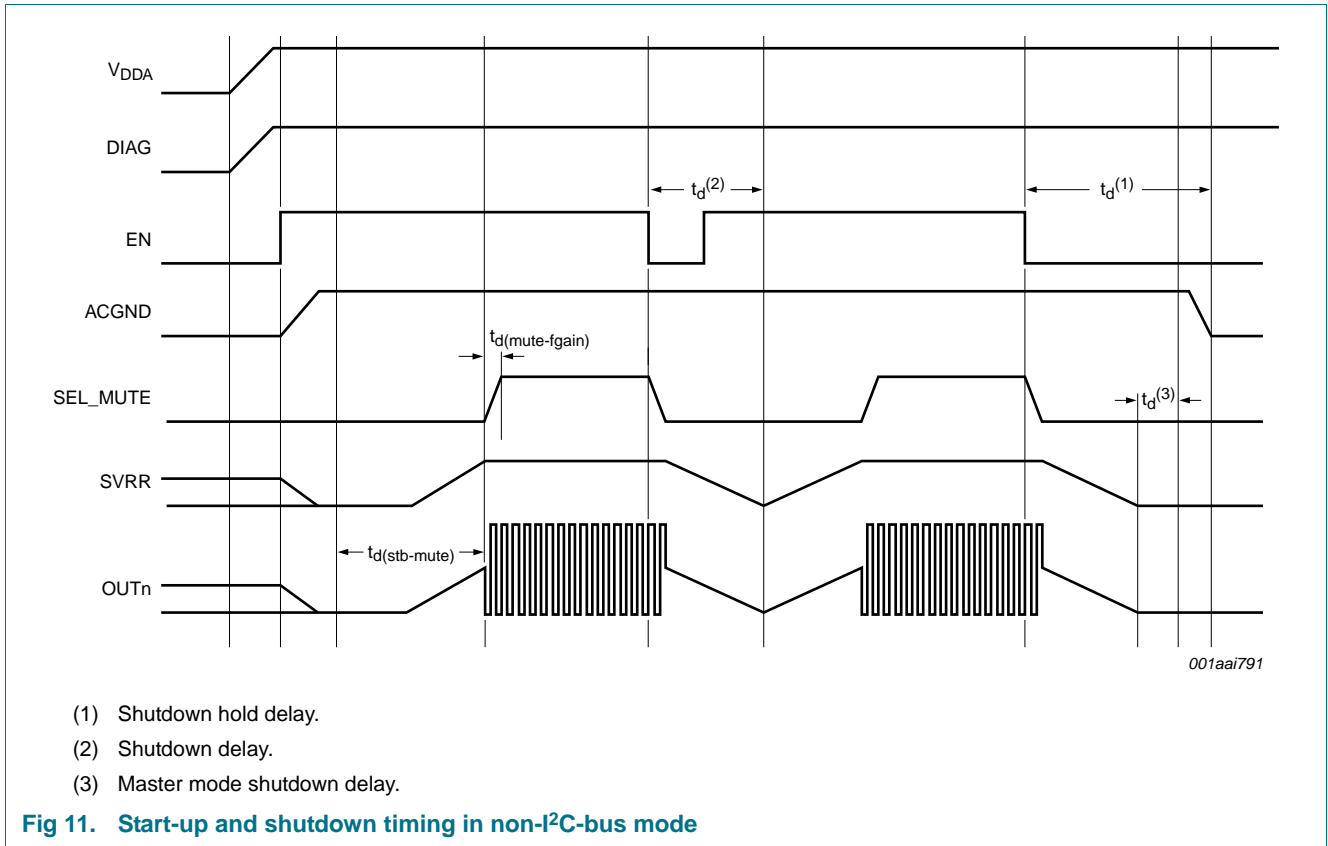 VDDA
DIAG
td(2)
td(1)
EN
ACGND
td(mute-fgain)
SEL_MUTE
td(3)
SVRR
td(stb-mute)
OUTn
001aai791
(1) Shutdown hold delay.
(2) Shutdown delay.
(3) Master mode shutdown delay.
Fig 11. Start-up and shutdown timing in non-I²C-bus mode